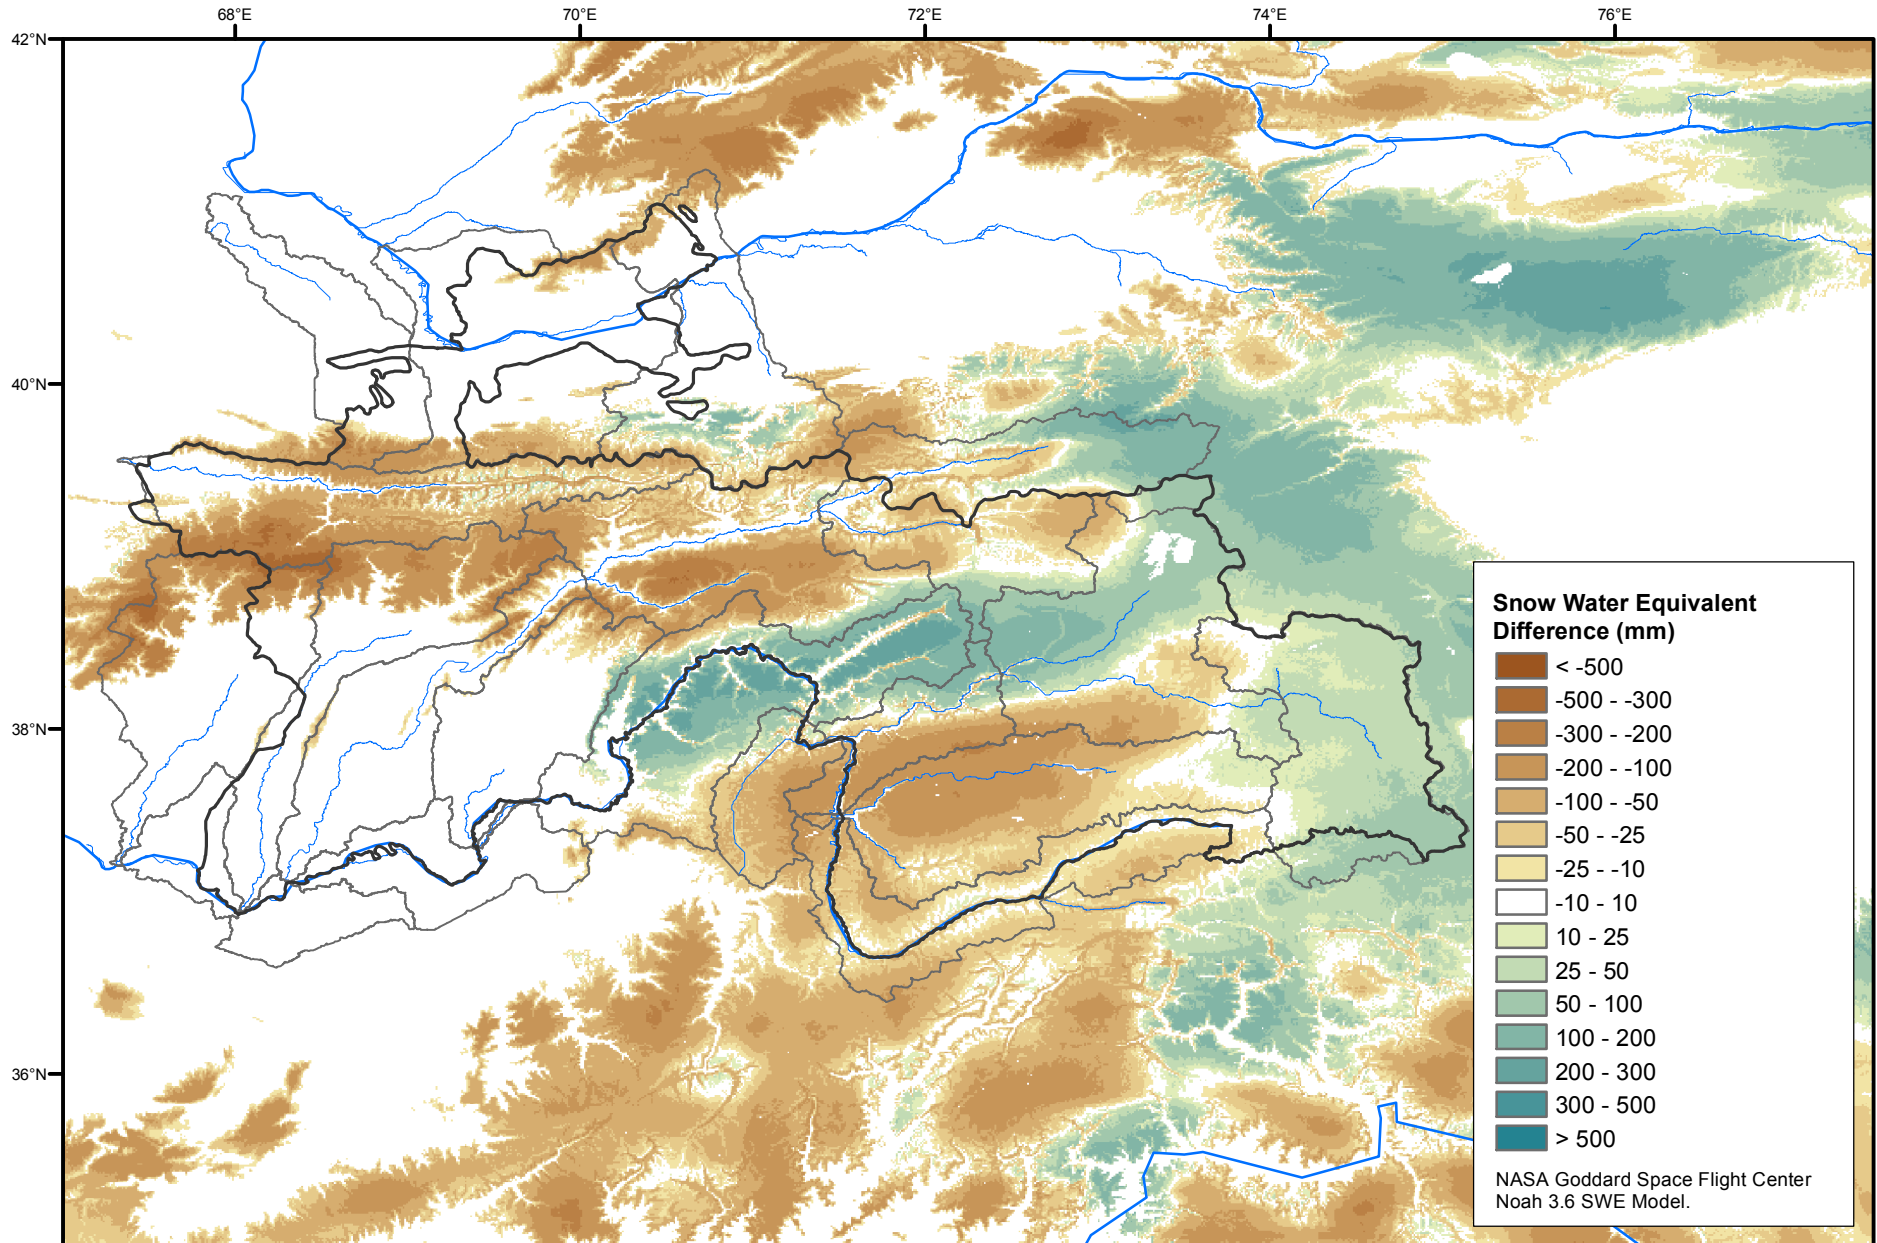 68°E
70°E
72°E
74°E
76°E
42°N
40°N
38°N
36°N
Snow Water Equivalent
Difference (mm)
< -500
-500 - -300
-300 - -200
-200 - -100
-100 - -50
-50 - -25
-25 - -10
-10 - 10
10 - 25
25 - 50
50 - 100
100 - 200
200 - 300
300 - 500
> 500
NASA Goddard Space Flight Center
Noah 3.6 SWE Model.